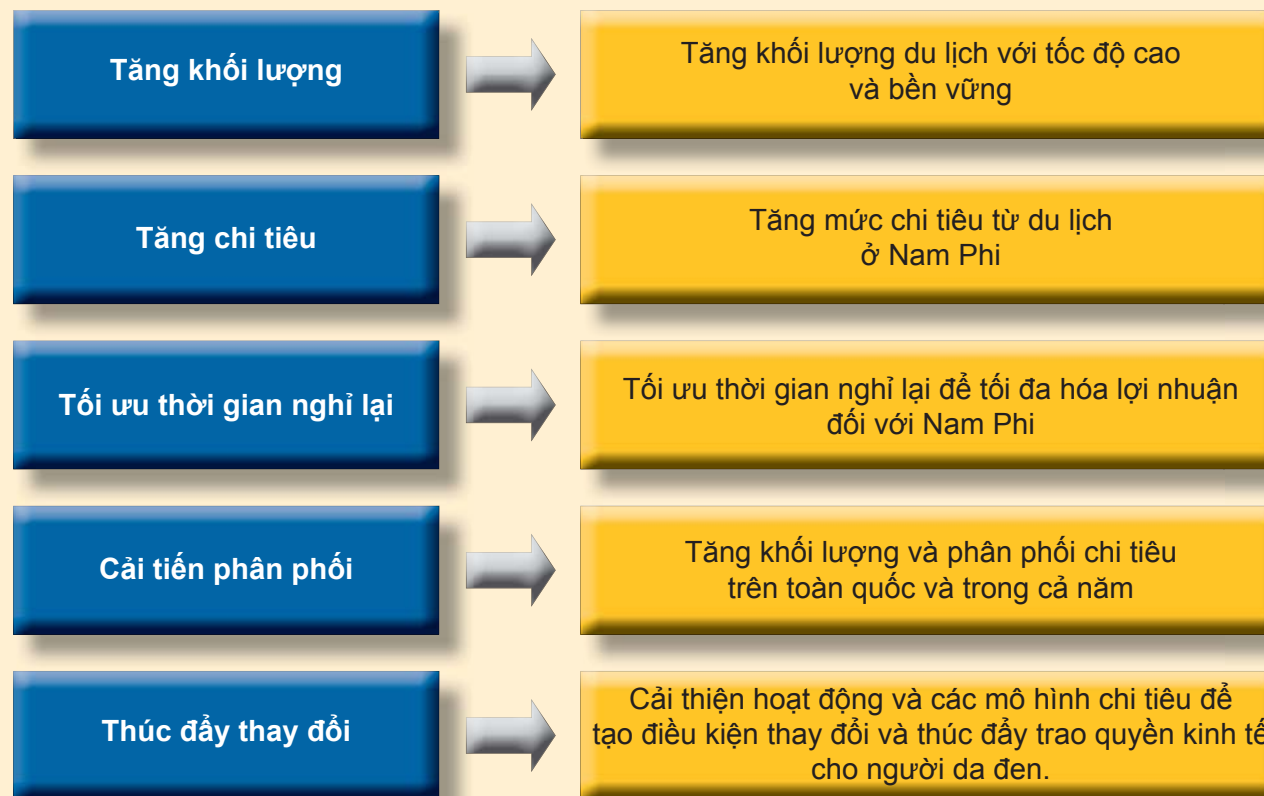 Tăng khối lượng
Tăng khối lượng du lịch với tốc độ cao
và bền vững
Tăng chi tiêu
Tăng mức chi tiêu từ du lịch
ở Nam Phi
Tối ưu thời gian nghỉ lại
Tối ưu thời gian nghỉ lại để tối đa hóa lợi nhuận
đối với Nam Phi
Cải tiến phân phối
Tăng khối lượng và phân phối chi tiêu
trên toàn quốc và trong cả năm
Thúc đẩy thay đổi
Cải thiện hoạt động và các mô hình chi tiêu để
tạo điều kiện thay đổi và thúc đẩy trao quyền kinh tế
cho người da đen.